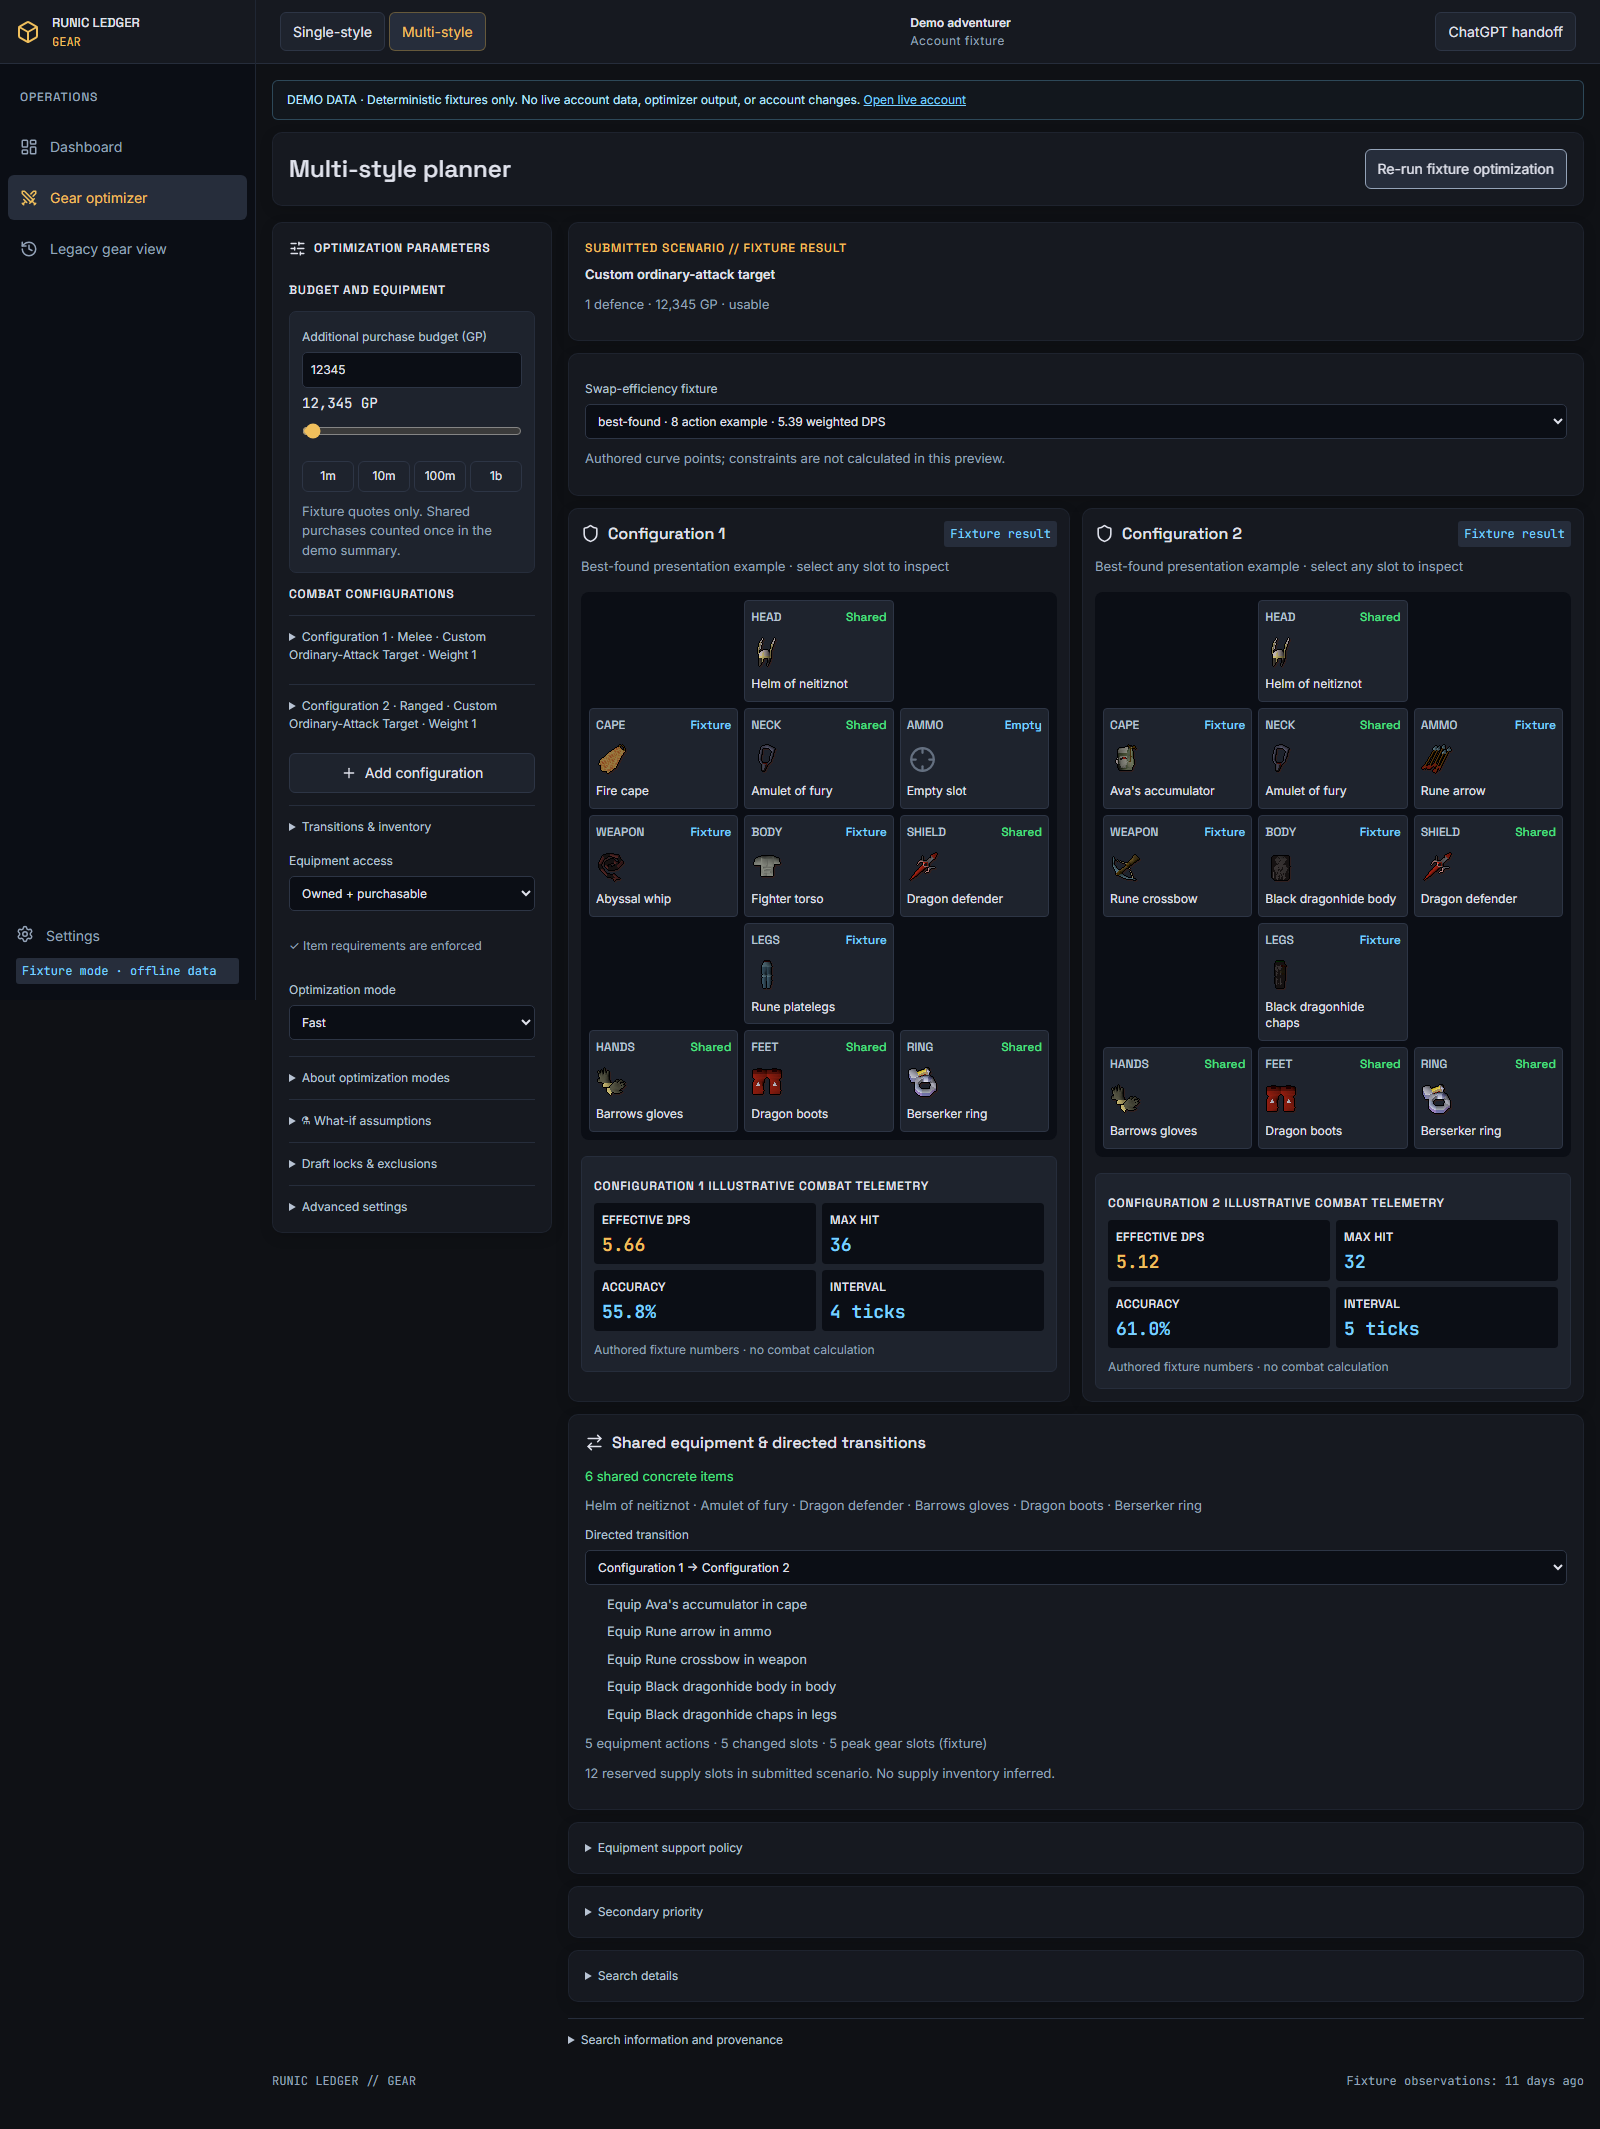 RUNIC LEDGER
GEAR
Single-style
Multi-style
Demo adventurer
Account fixture
ChatGPT handoff
OPERATIONS
Dashboard
Gear optimizer
Legacy gear view
Settings
Fixture mode · offline data
DEMO DATA · Deterministic fixtures only. No live account data, optimizer output, or account changes. Open live account
Multi-style planner
Re-run fixture optimization
OPTIMIZATION PARAMETERS
BUDGET AND EQUIPMENT
Additional purchase budget (GP)
12345
12,345 GP
1m
10m
100m
1b
Fixture quotes only. Shared
purchases counted once in the
demo summary.
COMBAT CONFIGURATIONS
Configuration 1 · Melee · Custom
Ordinary-Attack Target · Weight 1
Configuration 2 · Ranged · Custom
Ordinary-Attack Target · Weight 1
+ Add configuration
Transitions & inventory
Equipment access
Owned + purchasable
✓ Item requirements are enforced
Optimization mode
Fast
About optimization modes
⚗ What-if assumptions
Draft locks & exclusions
Advanced settings
SUBMITTED SCENARIO // FIXTURE RESULT
Custom ordinary-attack target
1 defence · 12,345 GP · usable
Swap-efficiency fixture
best-found · 8 action example · 5.39 weighted DPS
Authored curve points; constraints are not calculated in this preview.
Configuration 1
Fixture result
Best-found presentation example · select any slot to inspect
HEAD
Shared
Helm of neitiznot
CAPE
Fixture
Fire cape
NECK
Shared
Amulet of fury
AMMO
Empty
Empty slot
WEAPON
Fixture
Abyssal whip
BODY
Fixture
Fighter torso
SHIELD
Shared
Dragon defender
LEGS
Fixture
Rune platelegs
HANDS
Shared
Barrows gloves
FEET
Shared
Dragon boots
RING
Shared
Berserker ring
CONFIGURATION 1 ILLUSTRATIVE COMBAT TELEMETRY
EFFECTIVE DPS
5.66
MAX HIT
36
ACCURACY
55.8%
INTERVAL
4 ticks
Authored fixture numbers · no combat calculation
Configuration 2
Fixture result
Best-found presentation example · select any slot to inspect
HEAD
Shared
Helm of neitiznot
CAPE
Fixture
Ava's accumulator
NECK
Shared
Amulet of fury
AMMO
Fixture
Rune arrow
WEAPON
Fixture
Rune crossbow
BODY
Fixture
Black dragonhide body
SHIELD
Shared
Dragon defender
LEGS
Fixture
Black dragonhide
chaps
HANDS
Shared
Barrows gloves
FEET
Shared
Dragon boots
RING
Shared
Berserker ring
CONFIGURATION 2 ILLUSTRATIVE COMBAT TELEMETRY
EFFECTIVE DPS
5.12
MAX HIT
32
ACCURACY
61.0%
INTERVAL
5 ticks
Authored fixture numbers · no combat calculation
Shared equipment & directed transitions
6 shared concrete items
Helm of neitiznot · Amulet of fury · Dragon defender · Barrows gloves · Dragon boots · Berserker ring
Directed transition
Configuration 1 → Configuration 2
Equip Ava's accumulator in cape
Equip Rune arrow in ammo
Equip Rune crossbow in weapon
Equip Black dragonhide body in body
Equip Black dragonhide chaps in legs
5 equipment actions · 5 changed slots · 5 peak gear slots (fixture)
12 reserved supply slots in submitted scenario. No supply inventory inferred.
Equipment support policy
Secondary priority
Search details
Search information and provenance
RUNIC LEDGER // GEAR
Fixture observations: 11 days ago